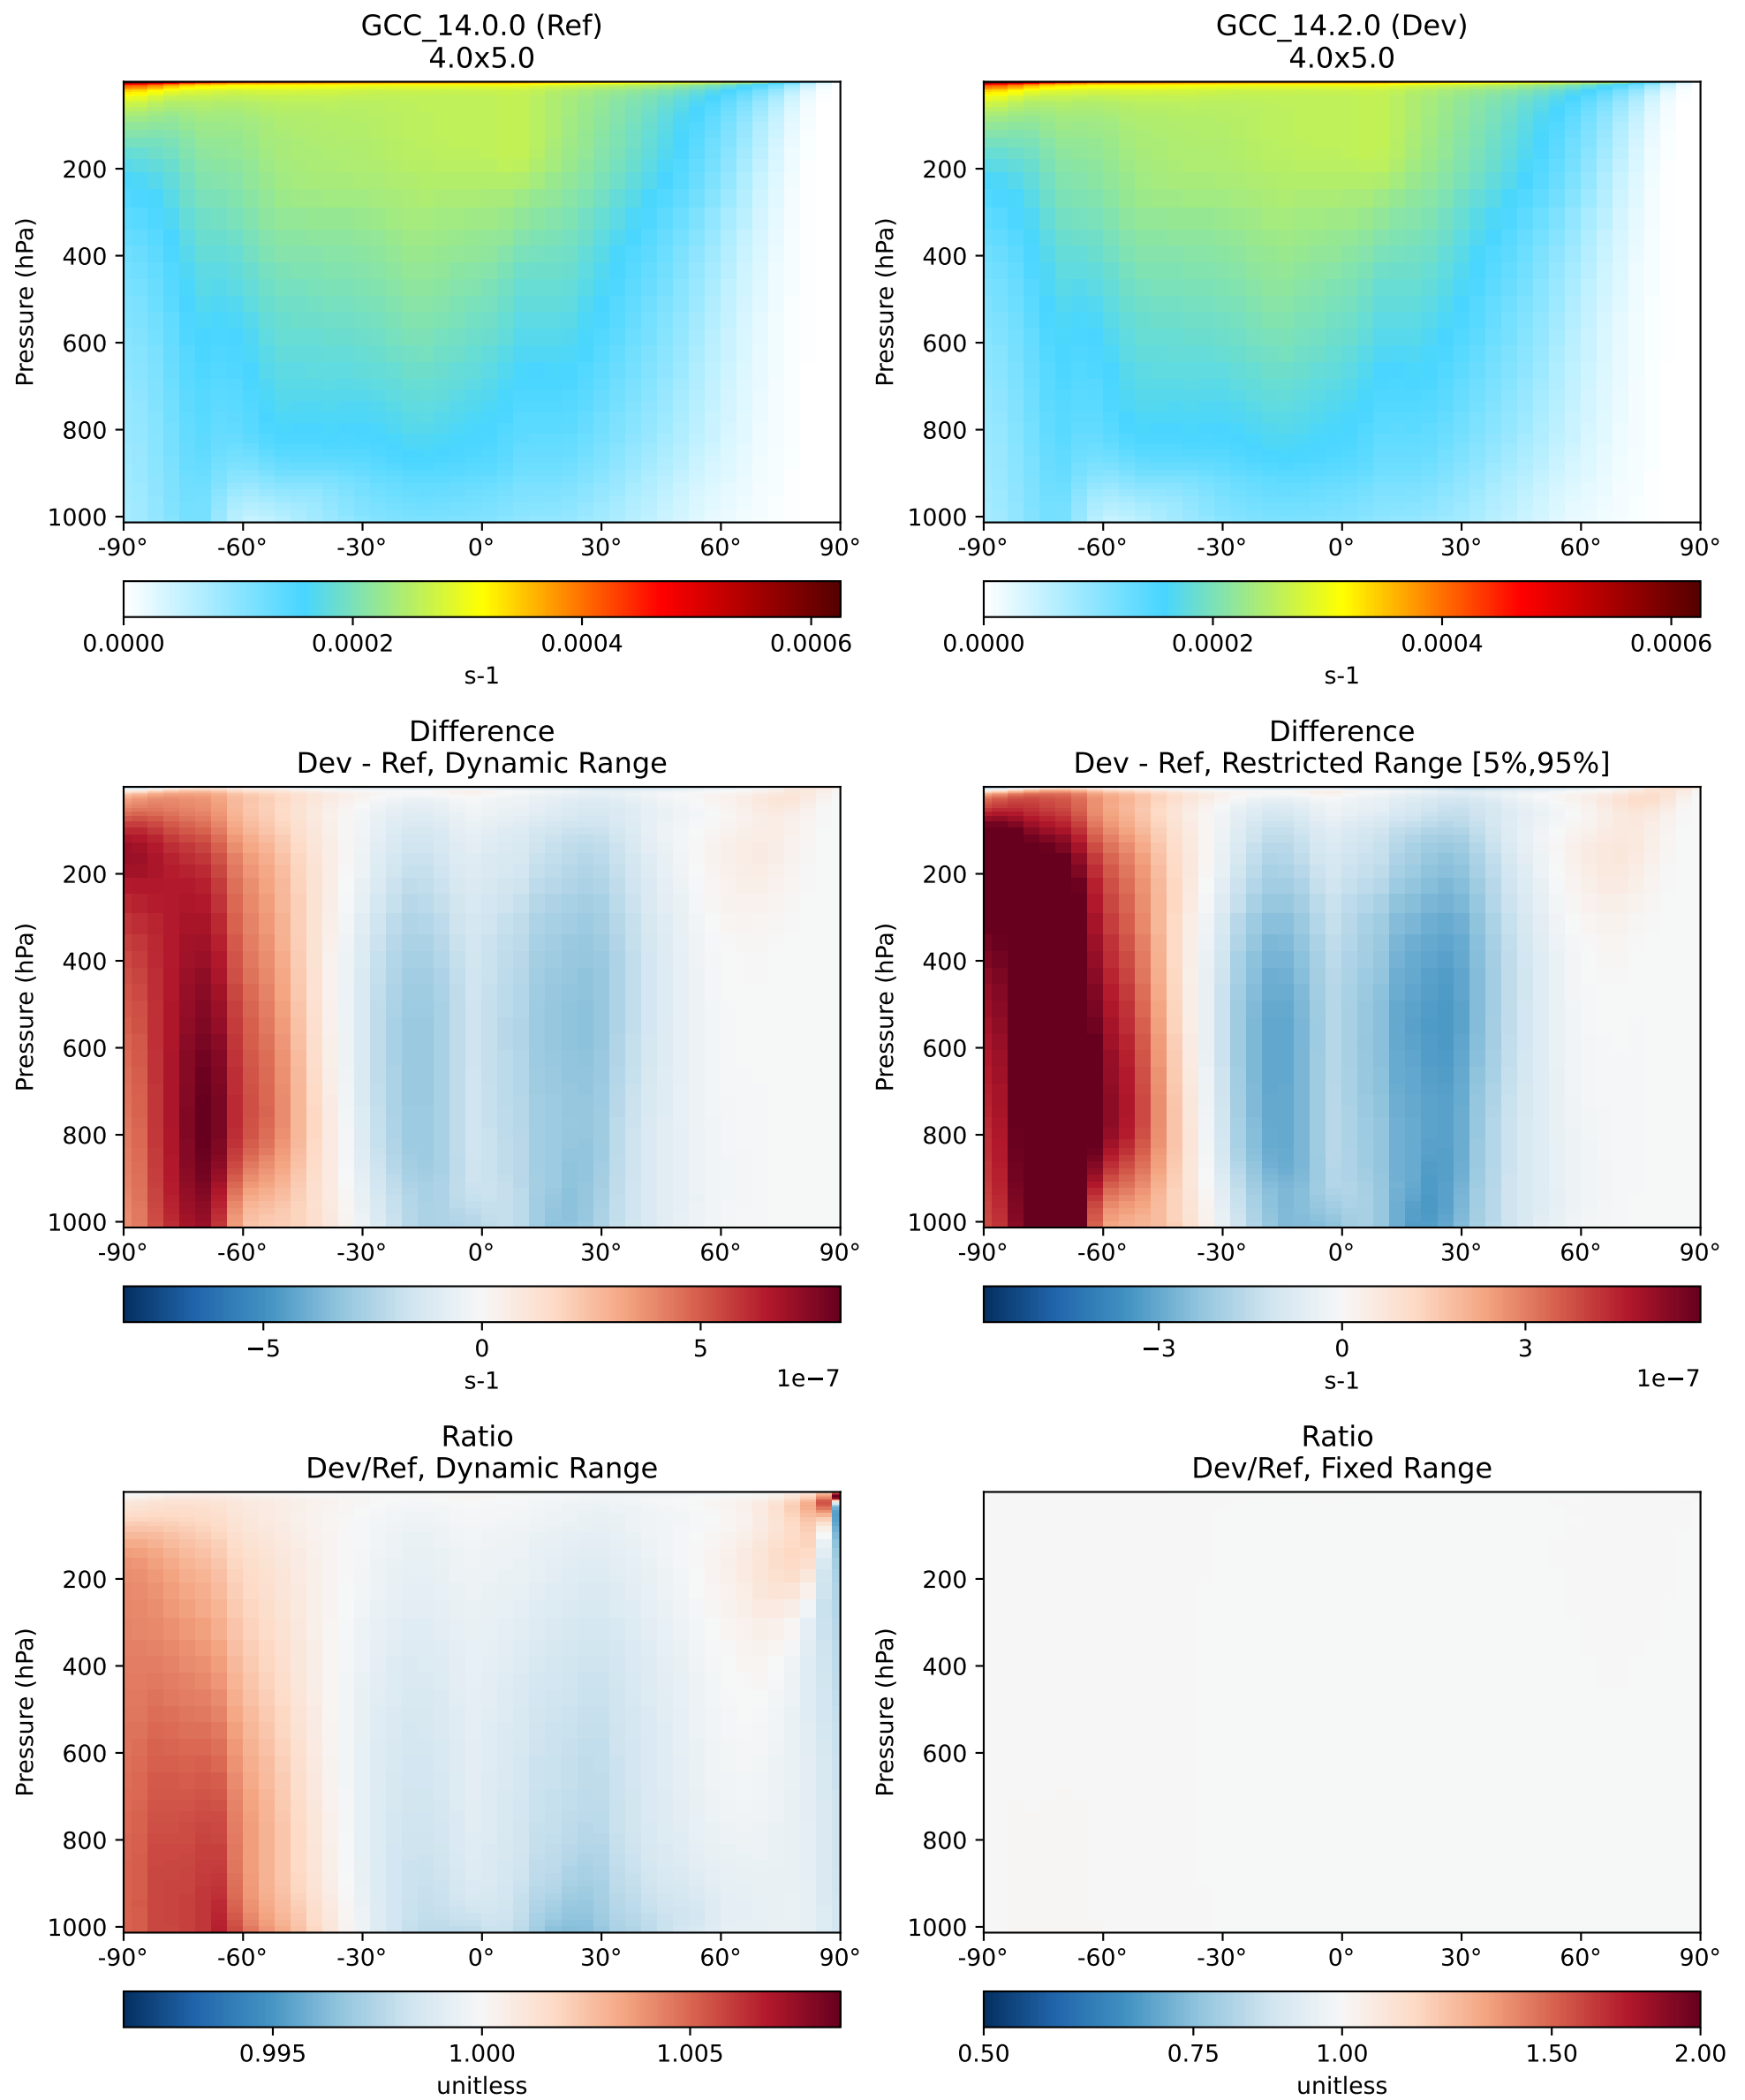 GCC_14.0.0 (Ref)
4.0x5.0
Pressure (hPa)
200
400
600
800
1000
-90° -60° -30° 0° 30° 60° 90°
0.0000 0.0002 0.0004 0.0006
s-1
GCC_14.2.0 (Dev)
4.0x5.0
Pressure (hPa)
200
400
600
800
1000
-90° -60° -30° 0° 30° 60° 90°
0.0000 0.0002 0.0004 0.0006
s-1
Difference
Dev - Ref, Dynamic Range
Pressure (hPa)
200
400
600
800
1000
-90° -60° -30° 0° 30° 60° 90°
−5 0 5
s-1 1e−7
Difference
Dev - Ref, Restricted Range [5%,95%]
Pressure (hPa)
200
400
600
800
1000
-90° -60° -30° 0° 30° 60° 90°
−3 0 3
s-1 1e−7
Ratio
Dev/Ref, Dynamic Range
Pressure (hPa)
200
400
600
800
1000
-90° -60° -30° 0° 30° 60° 90°
0.995 1.000 1.005
unitless
Ratio
Dev/Ref, Fixed Range
Pressure (hPa)
200
400
600
800
1000
-90° -60° -30° 0° 30° 60° 90°
0.50 0.75 1.00 1.50 2.00
unitless